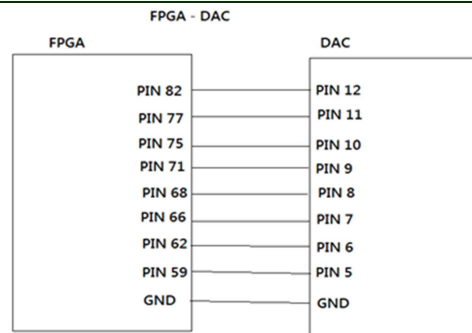 FPGA - DAC
FPGA DAC
PIN 82 PIN 12
PIN 77 PIN 11
PIN 75 PIN 10
PIN 71 PIN 9
PIN 68 PIN 8
PIN 66 PIN 7
PIN 62 PIN 6
PIN 59 PIN 5
GND GND